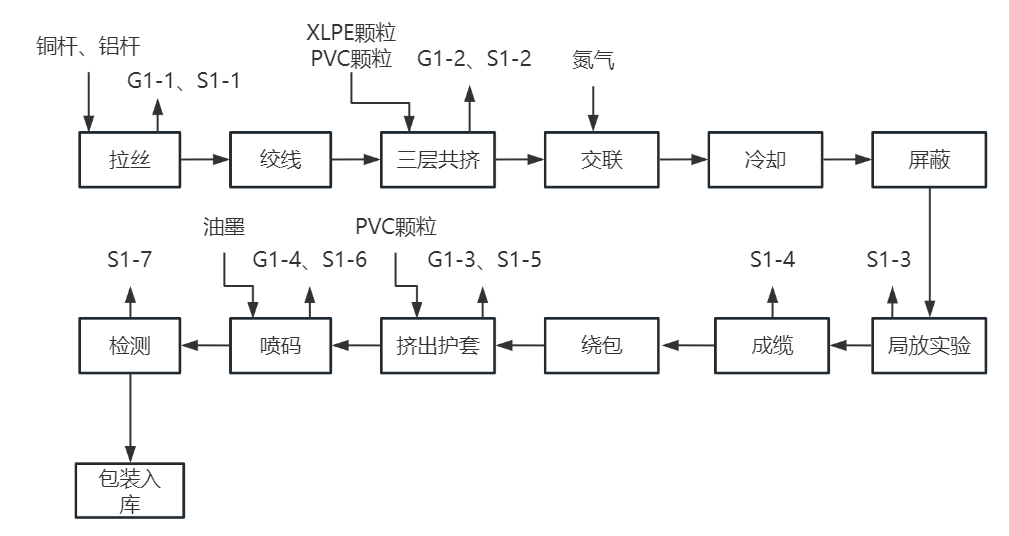 铜杆、铝杆
G1-1、S1-1
XLPE颗粒
PVC颗粒
G1-2、S1-2
氮气
拉丝
绞线
三层共挤
交联
冷却
屏蔽
油墨
PVC颗粒
S1-7
G1-4、S1-6
G1-3、S1-5
S1-4
S1-3
检测
喷码
挤出护套
绕包
成缆
局放实验
包装入
库